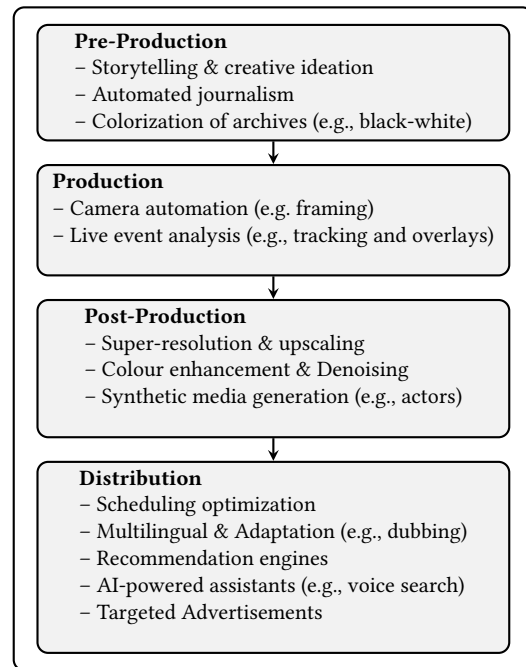 Pre-Production
– Storytelling & creative ideation
– Automated journalism
– Colorization of archives (e.g., black-white)
Production
– Camera automation (e.g. framing)
– Live event analysis (e.g., tracking and overlays)
Post-Production
– Super-resolution & upscaling
– Colour enhancement & Denoising
– Synthetic media generation (e.g., actors)
Distribution
– Scheduling optimization
– Multilingual & Adaptation (e.g., dubbing)
– Recommendation engines
– AI-powered assistants (e.g., voice search)
– Targeted Advertisements